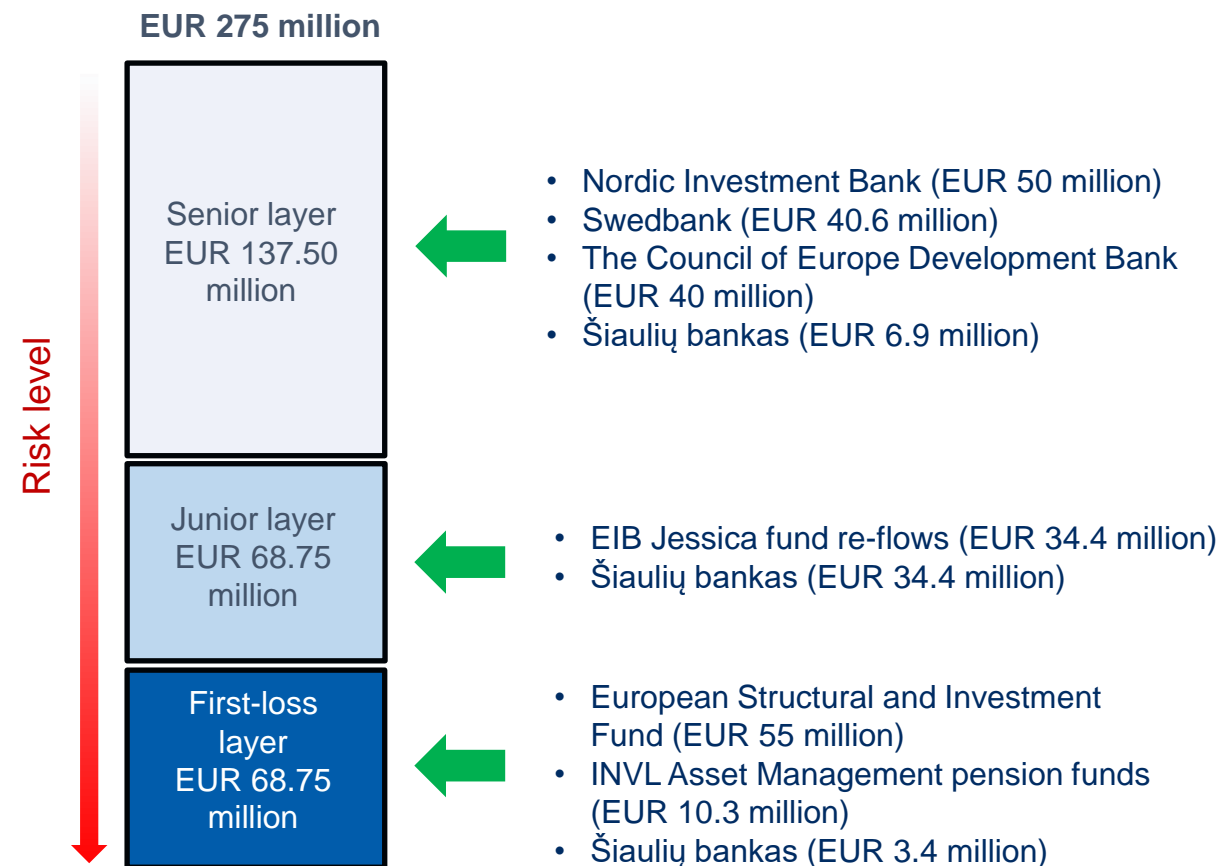 EUR 275 million
Risk level
Senior layer
EUR 137.50
million
• Nordic Investment Bank (EUR 50 million)
• Swedbank (EUR 40.6 million)
• The Council of Europe Development Bank
(EUR 40 million)
• Šiaulių bankas (EUR 6.9 million)
Junior layer
EUR 68.75
million
• EIB Jessica fund re-flows (EUR 34.4 million)
• Šiaulių bankas (EUR 34.4 million)
First-loss
layer
EUR 68.75
million
• European Structural and Investment
Fund (EUR 55 million)
• INVL Asset Management pension funds
(EUR 10.3 million)
• Šiaulių bankas (EUR 3.4 million)